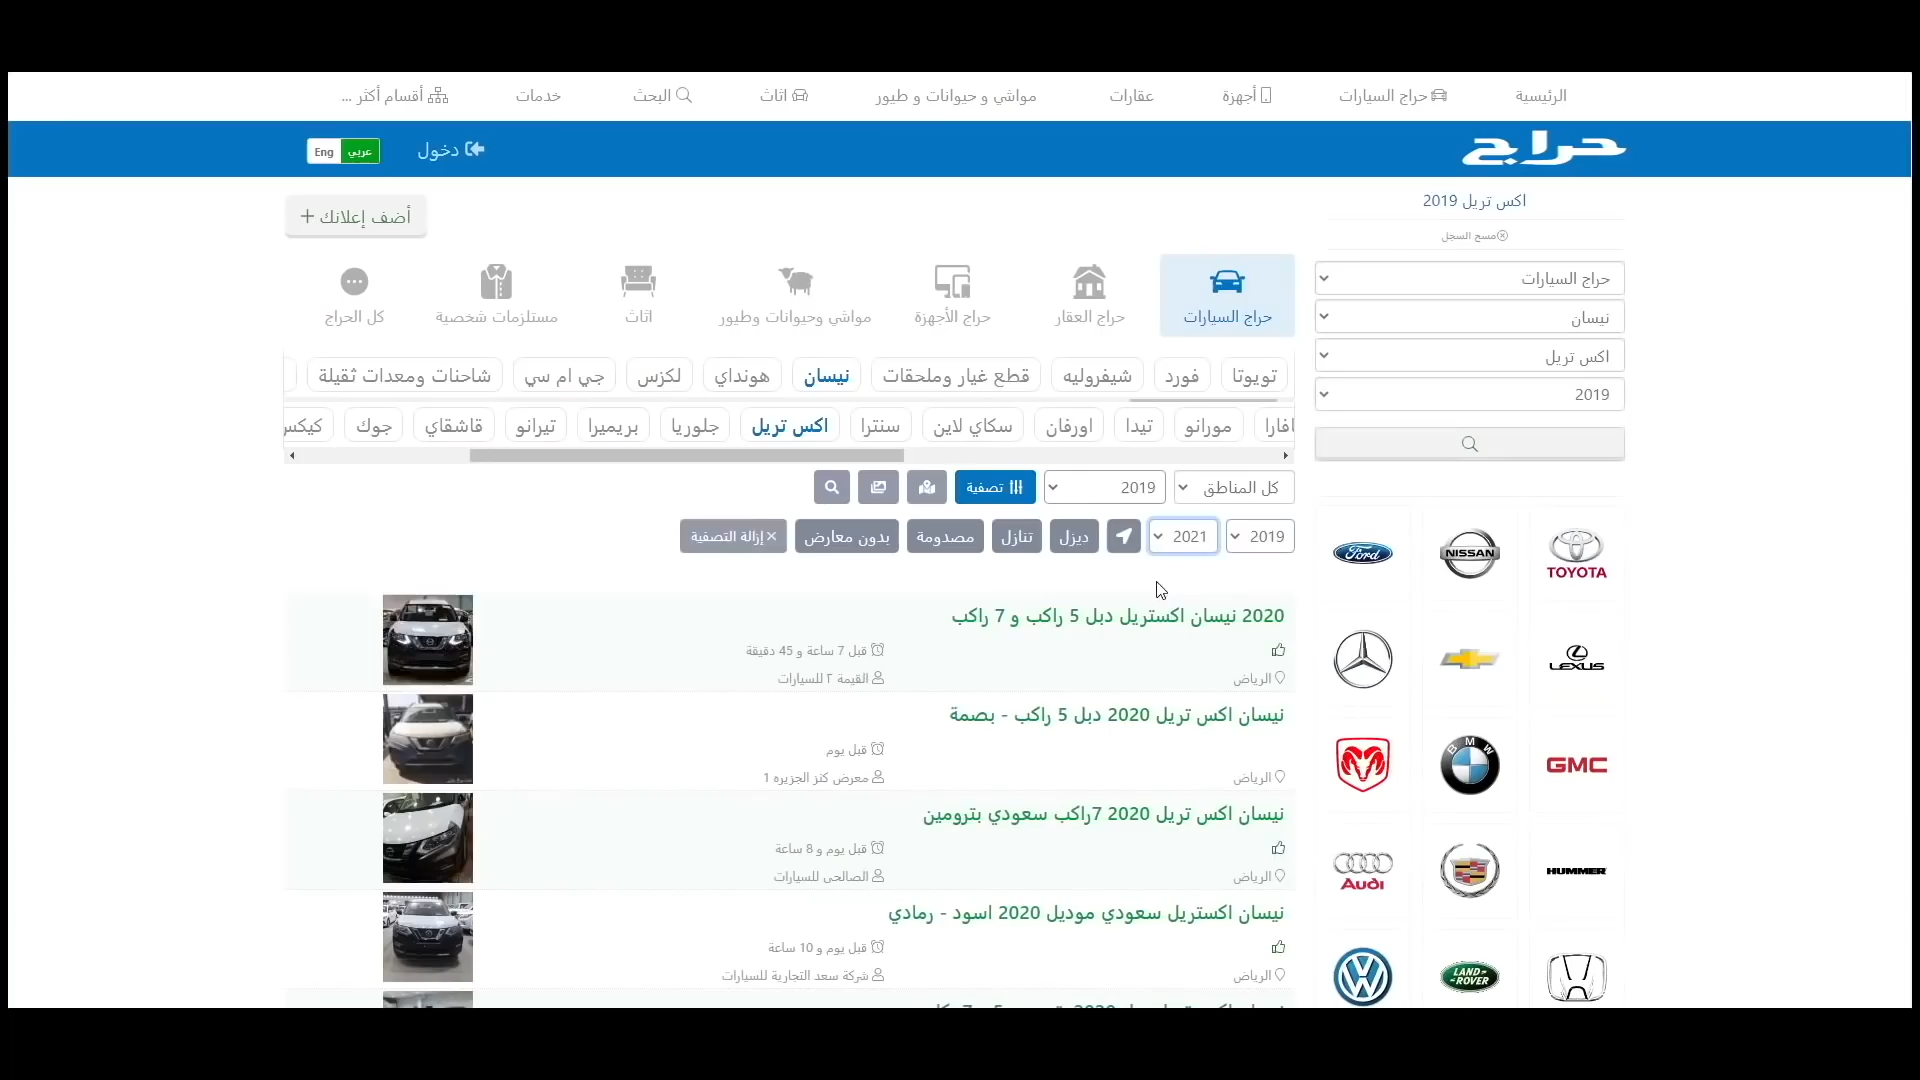 الرئيسية
حراج السيارات
أجهزة
عقارات
مواشي و حيوانات و طيور
اثاث
البحث
خدمات
أقسام أكثر ...
حراج
دخول
عربي
Eng
اكس تريل 2019
مسح السجل
حراج السيارات
نيسان
اكس تريل
2019
أضف إعلانك +
حراج السيارات
حراج العقار
حراج الأجهزة
مواشي وحيوانات وطيور
اثاث
مستلزمات شخصية
كل الحراج
تويوتا
فورد
شيفروليه
قطع غيار وملحقات
نيسان
هونداي
لكزس
جي ام سي
شاحنات ومعدات ثقيلة
مورانو
تيدا
اورفان
سكاي لاين
سنترا
اكس تريل
جلوريا
بريميرا
تيرانو
قاشقاي
جوك
كيكس
كل المناطق
2019
تصفية
2019
2021
ديزل
تنازل
مصدومة
بدون معارض
إزالة التصفية
2020 نيسان اكستريل دبل 5 راكب و 7 راكب
قبل 7 ساعة و 45 دقيقة
الرياض
القيمة ٢ للسيارات
نيسان اكس تريل 2020 دبل 5 راكب - بصمة
قبل يوم
الرياض
معرض كنز الجزيره 1
نيسان اكس تريل 2020 7راكب سعودي بترومين
قبل يوم و 8 ساعة
الرياض
الصالحي للسيارات
نيسان اكستريل سعودي موديل 2020 اسود - رمادي
قبل يوم و 10 ساعة
الرياض
شركة سعد التجارية للسيارات
Ford
NISSAN
TOYOTA
LEXUS
BMW
GMC
Audi
HUMMER
LAND-ROVER